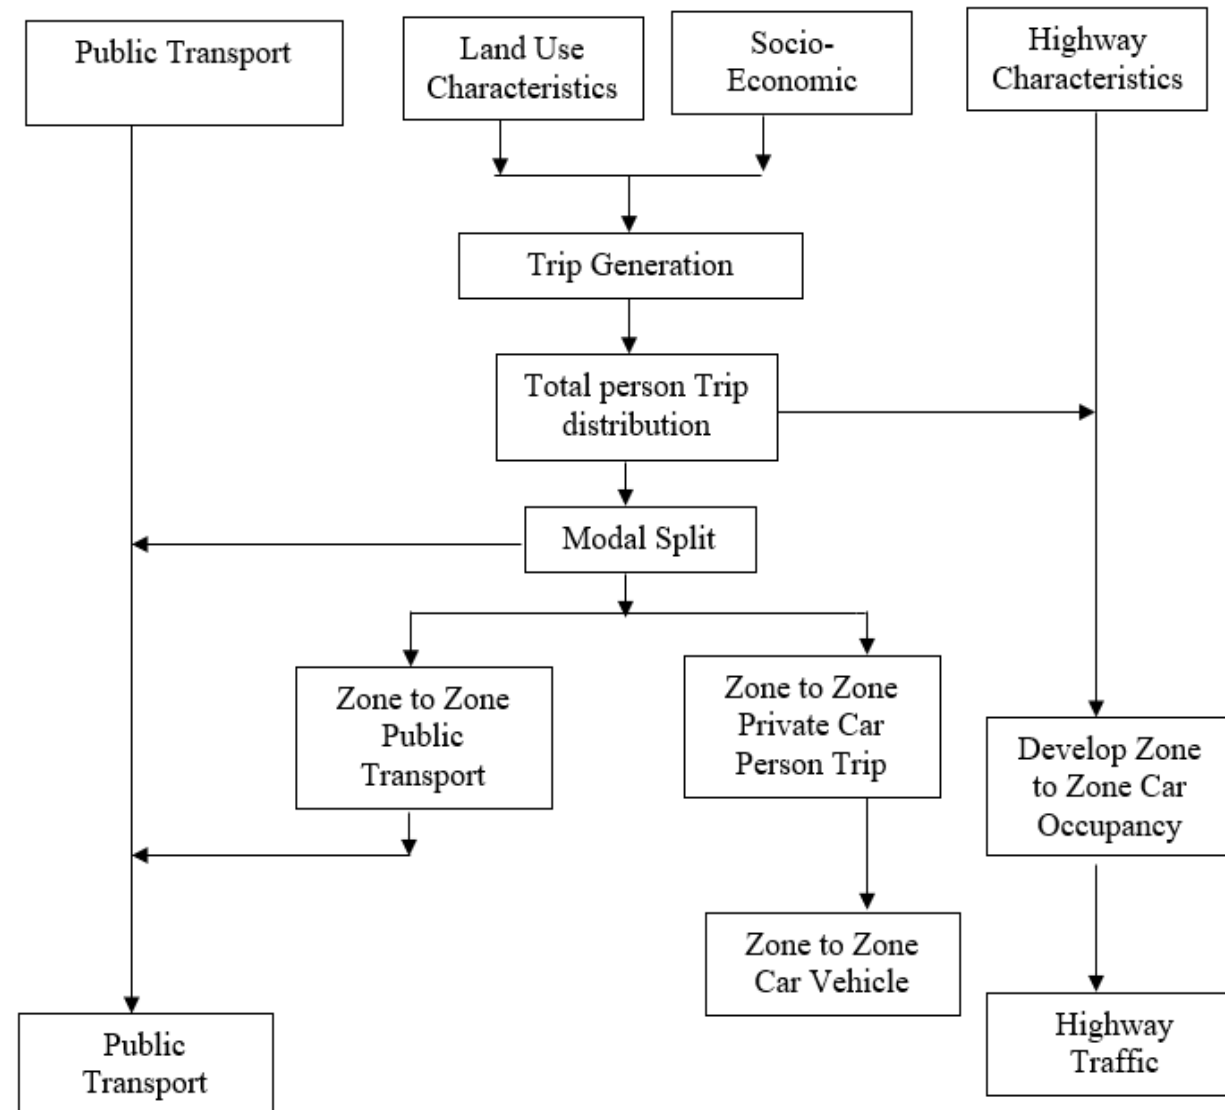 Public Transport
Land Use
Characteristics
Socio-
Economic
Highway
Characteristics
Trip Generation
Total person Trip
distribution
Modal Split
Zone to Zone
Public
Transport
Zone to Zone
Private Car
Person Trip
Develop Zone
to Zone Car
Occupancy
Zone to Zone
Car Vehicle
Public
Transport
Highway
Traffic